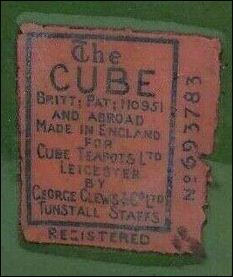 The
CUBE
BRITT: PAT: 110951
AND ABROAD
MADE IN ENGLAND
FOR
CUBE TEAPOTS LTD
LEICESTER
BY
GEORGE CLEWS & Co LTD
TUNSTALL STAFFS
REGISTERED
No 693783